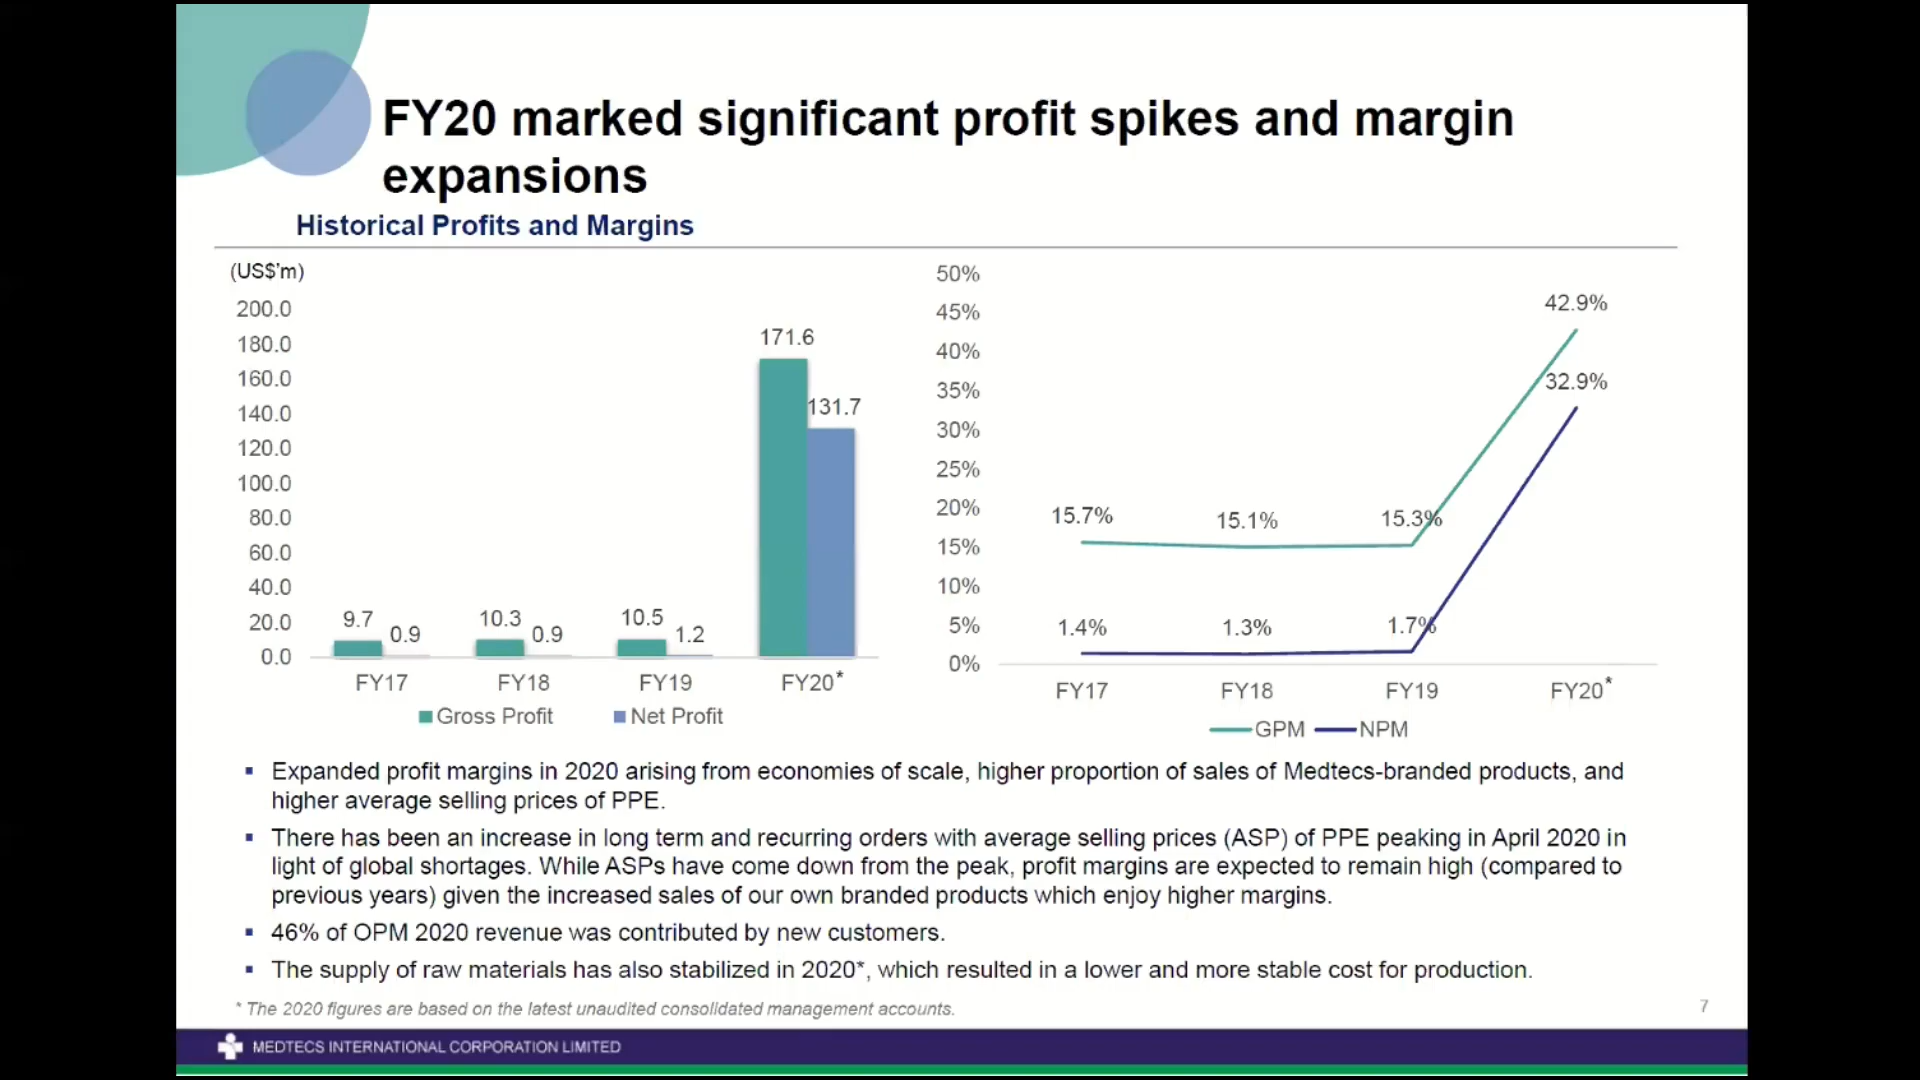 FY20 marked significant profit spikes and margin
expansions
Historical Profits and Margins
(US$'m)
200.0
180.0
160.0
140.0
120.0
100.0
80.0
60.0
40.0
20.0
0.0
9.7
0.9
10.3
0.9
10.5
1.2
171.6
131.7
FY17
FY18
FY19
FY20*
Gross Profit
Net Profit
50%
45%
40%
35%
30%
25%
20%
15%
10%
5%
0%
15.7%
15.1%
15.3%
42.9%
1.4%
1.3%
1.7%
32.9%
FY17
FY18
FY19
FY20*
GPM
NPM
▪ Expanded profit margins in 2020 arising from economies of scale, higher proportion of sales of Medtecs-branded products, and
higher average selling prices of PPE.
▪ There has been an increase in long term and recurring orders with average selling prices (ASP) of PPE peaking in April 2020 in
light of global shortages. While ASPs have come down from the peak, profit margins are expected to remain high (compared to
previous years) given the increased sales of our own branded products which enjoy higher margins.
▪ 46% of OPM 2020 revenue was contributed by new customers.
▪ The supply of raw materials has also stabilized in 2020*, which resulted in a lower and more stable cost for production.
* The 2020 figures are based on the latest unaudited consolidated management accounts.
7
MEDTECS INTERNATIONAL CORPORATION LIMITED